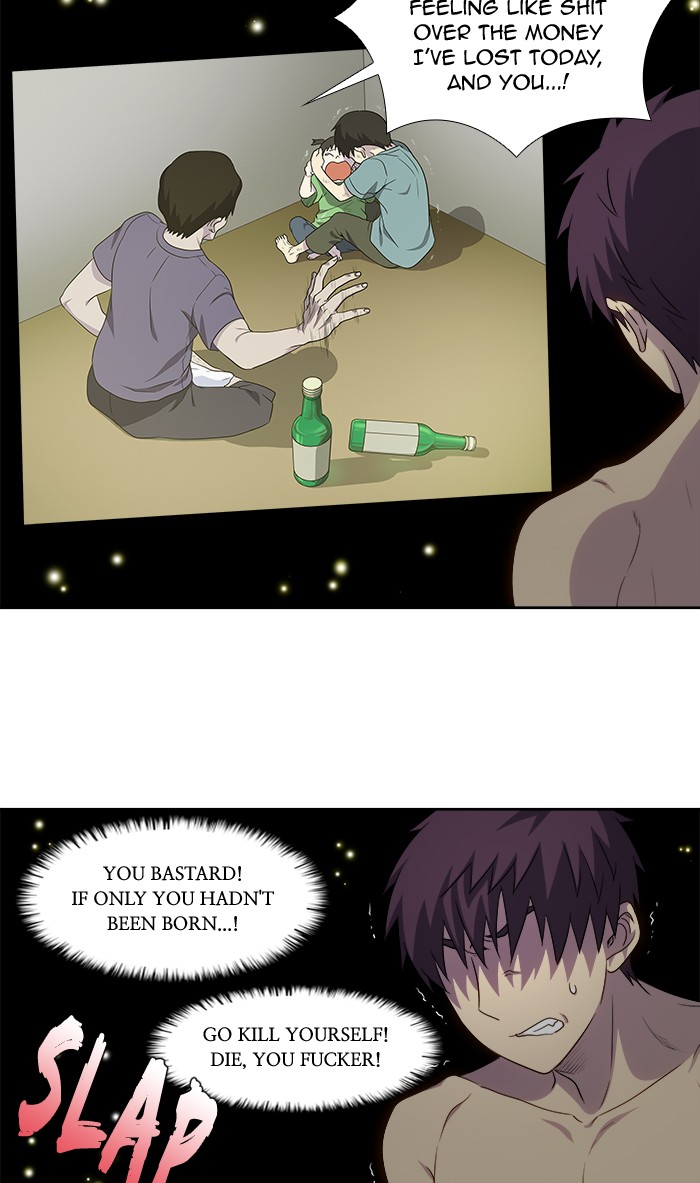 FEELING LIKE SHIT
OVER THE MONEY
I'VE LOST TODAY,
AND YOU...!
YOU BASTARD!
IF ONLY YOU HADN'T
BEEN BORN...!
GO KILL YOURSELF!
DIE, YOU FUCKER!
SLAP